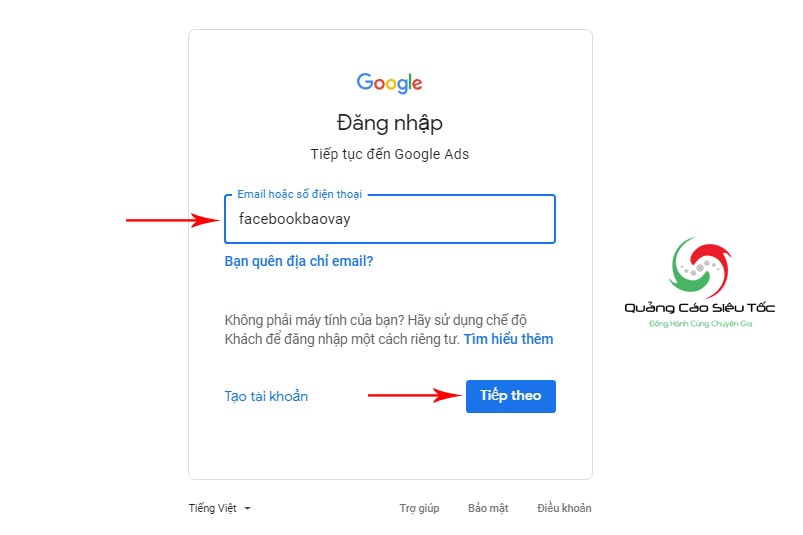 Google
Đăng nhập
Tiếp tục đến Google Ads
Email hoặc số điện thoại
facebookbaovay
Bạn quên địa chỉ email?
Không phải máy tính của bạn? Hãy sử dụng chế độ
Khách để đăng nhập một cách riêng tư. Tìm hiểu thêm
Tạo tài khoản
Tiếp theo
Tiếng Việt
Trợ giúp
Bảo mật
Điều khoản
Quảng Cáo Siêu Tốc
Đồng Hành Cùng Chuyên Gia